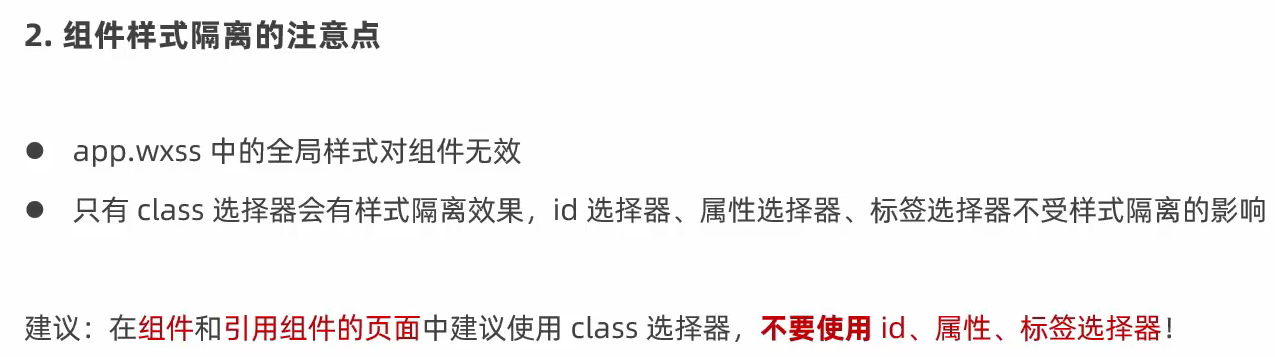 2. 组件样式隔离的注意点
● app.wxss 中的全局样式对组件无效
● 只有 class 选择器会有样式隔离效果，id 选择器、属性选择器、标签选择器不受样式隔离的影响
建议：在组件和引用组件的页面中建议使用 class 选择器，不要使用 id、属性、标签选择器！